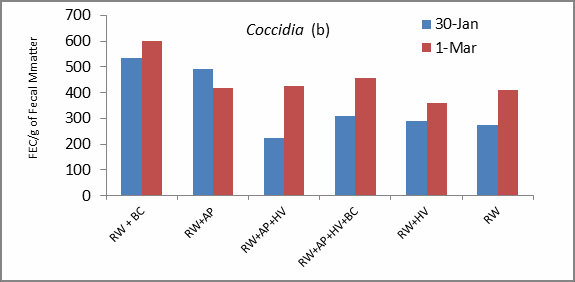 Coccidia (b)
30-Jan
1-Mar
FEC/g of Fecal Mmatter
700
600
500
400
300
200
100
0
RW + BC
RW+AP
RW+AP+HV
RW+AP+HV+BC
RW+HV
RW